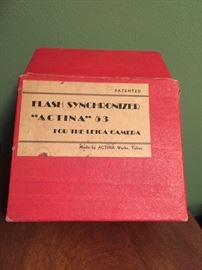 PATENTED
FLASH SYNCHRONIZER
"ACTINA" 53
FOR THE LEICA CAMERA
Made by ACTINA Works, Tokyo